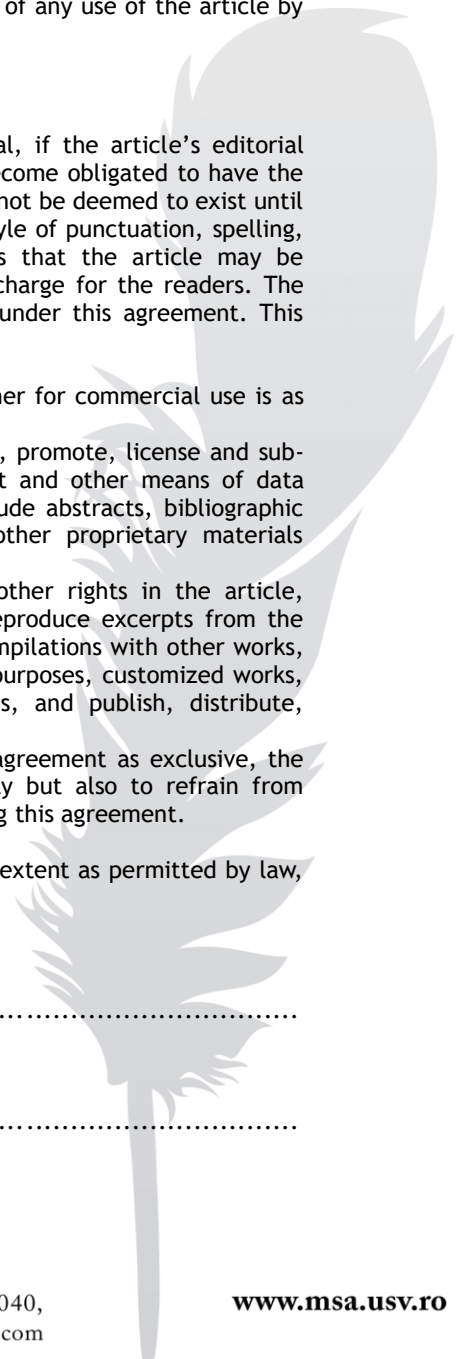 of any use of the article by
al, if the article's editorial
come obligated to have the
not be deemed to exist until
yle of punctuation, spelling,
s that the article may be
charge for the readers. The
under this agreement. This
ner for commercial use is as
, promote, license and sub-
t and other means of data
ude abstracts, bibliographic
other proprietary materials
other rights in the article,
eproduce excerpts from the
mpilations with other works,
purposes, customized works,
s, and publish, distribute,
agreement as exclusive, the
y but also to refrain from
g this agreement.
extent as permitted by law,
...................................
...................................
040,
www.msa.usv.ro
com